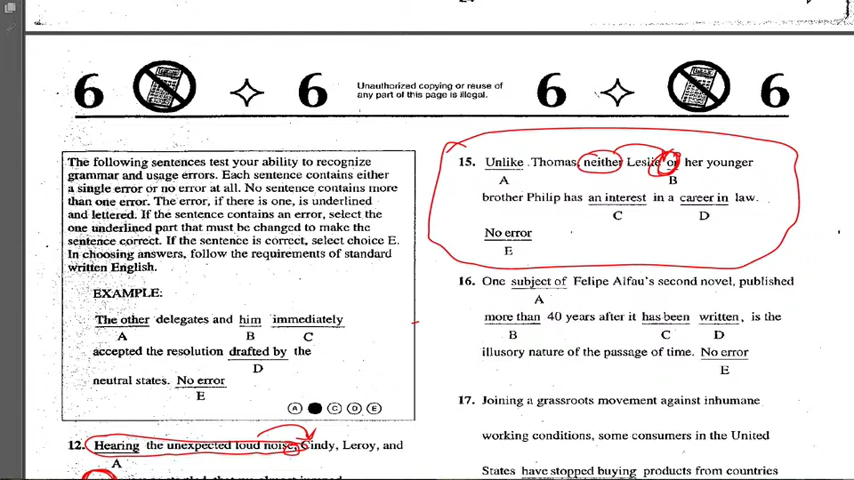 24
6 6 Unauthorized copying or reuse of any part of this page is illegal. 6 6
The following sentences test your ability to recognize
grammar and usage errors. Each sentence contains either
a single error or no error at all. No sentence contains more
than one error. The error, if there is one, is underlined
and lettered. If the sentence contains an error, select the
one underlined part that must be changed to make the
sentence correct. If the sentence is correct, select choice E.
In choosing answers, follow the requirements of standard
written English.
EXAMPLE:
The other delegates and him immediately
A B C
accepted the resolution drafted by the
D
neutral states. No error
E
A C D E
12. Hearing the unexpected loud noise, Cindy, Leroy, and
A
15. Unlike Thomas, neither Leslie or her younger
A B
brother Philip has an interest in a career in law.
C D
No error
E
16. One subject of Felipe Alfau's second novel, published
A
more than 40 years after it has been written, is the
B C D
illusory nature of the passage of time. No error
E
17. Joining a grassroots movement against inhumane
working conditions, some consumers in the United
States have stopped buying products from countries